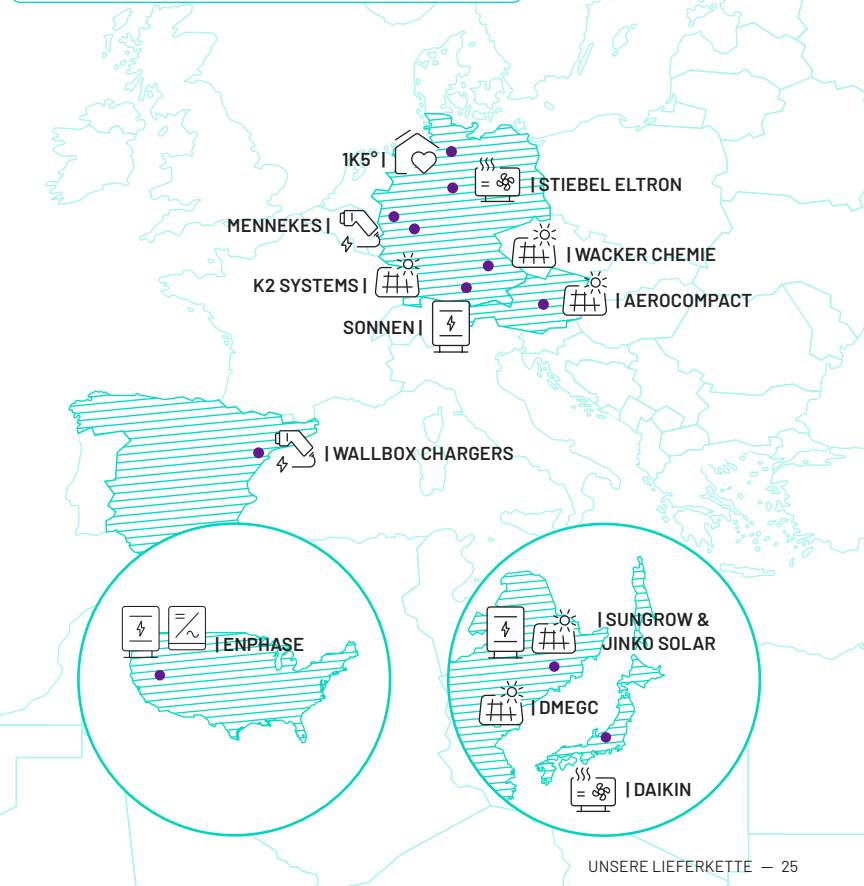 1K5° |
| STIEBEL ELTRON
MENNEKES |
| WACKER CHEMIE
K2 SYSTEMS |
| AEROCOMPACT
SONNEN |
| WALLBOX CHARGERS
| ENPHASE
| SUNGROW &
JINKO SOLAR
| DMEGC
| DAIKIN
UNSERE LIEFERKETTE — 25